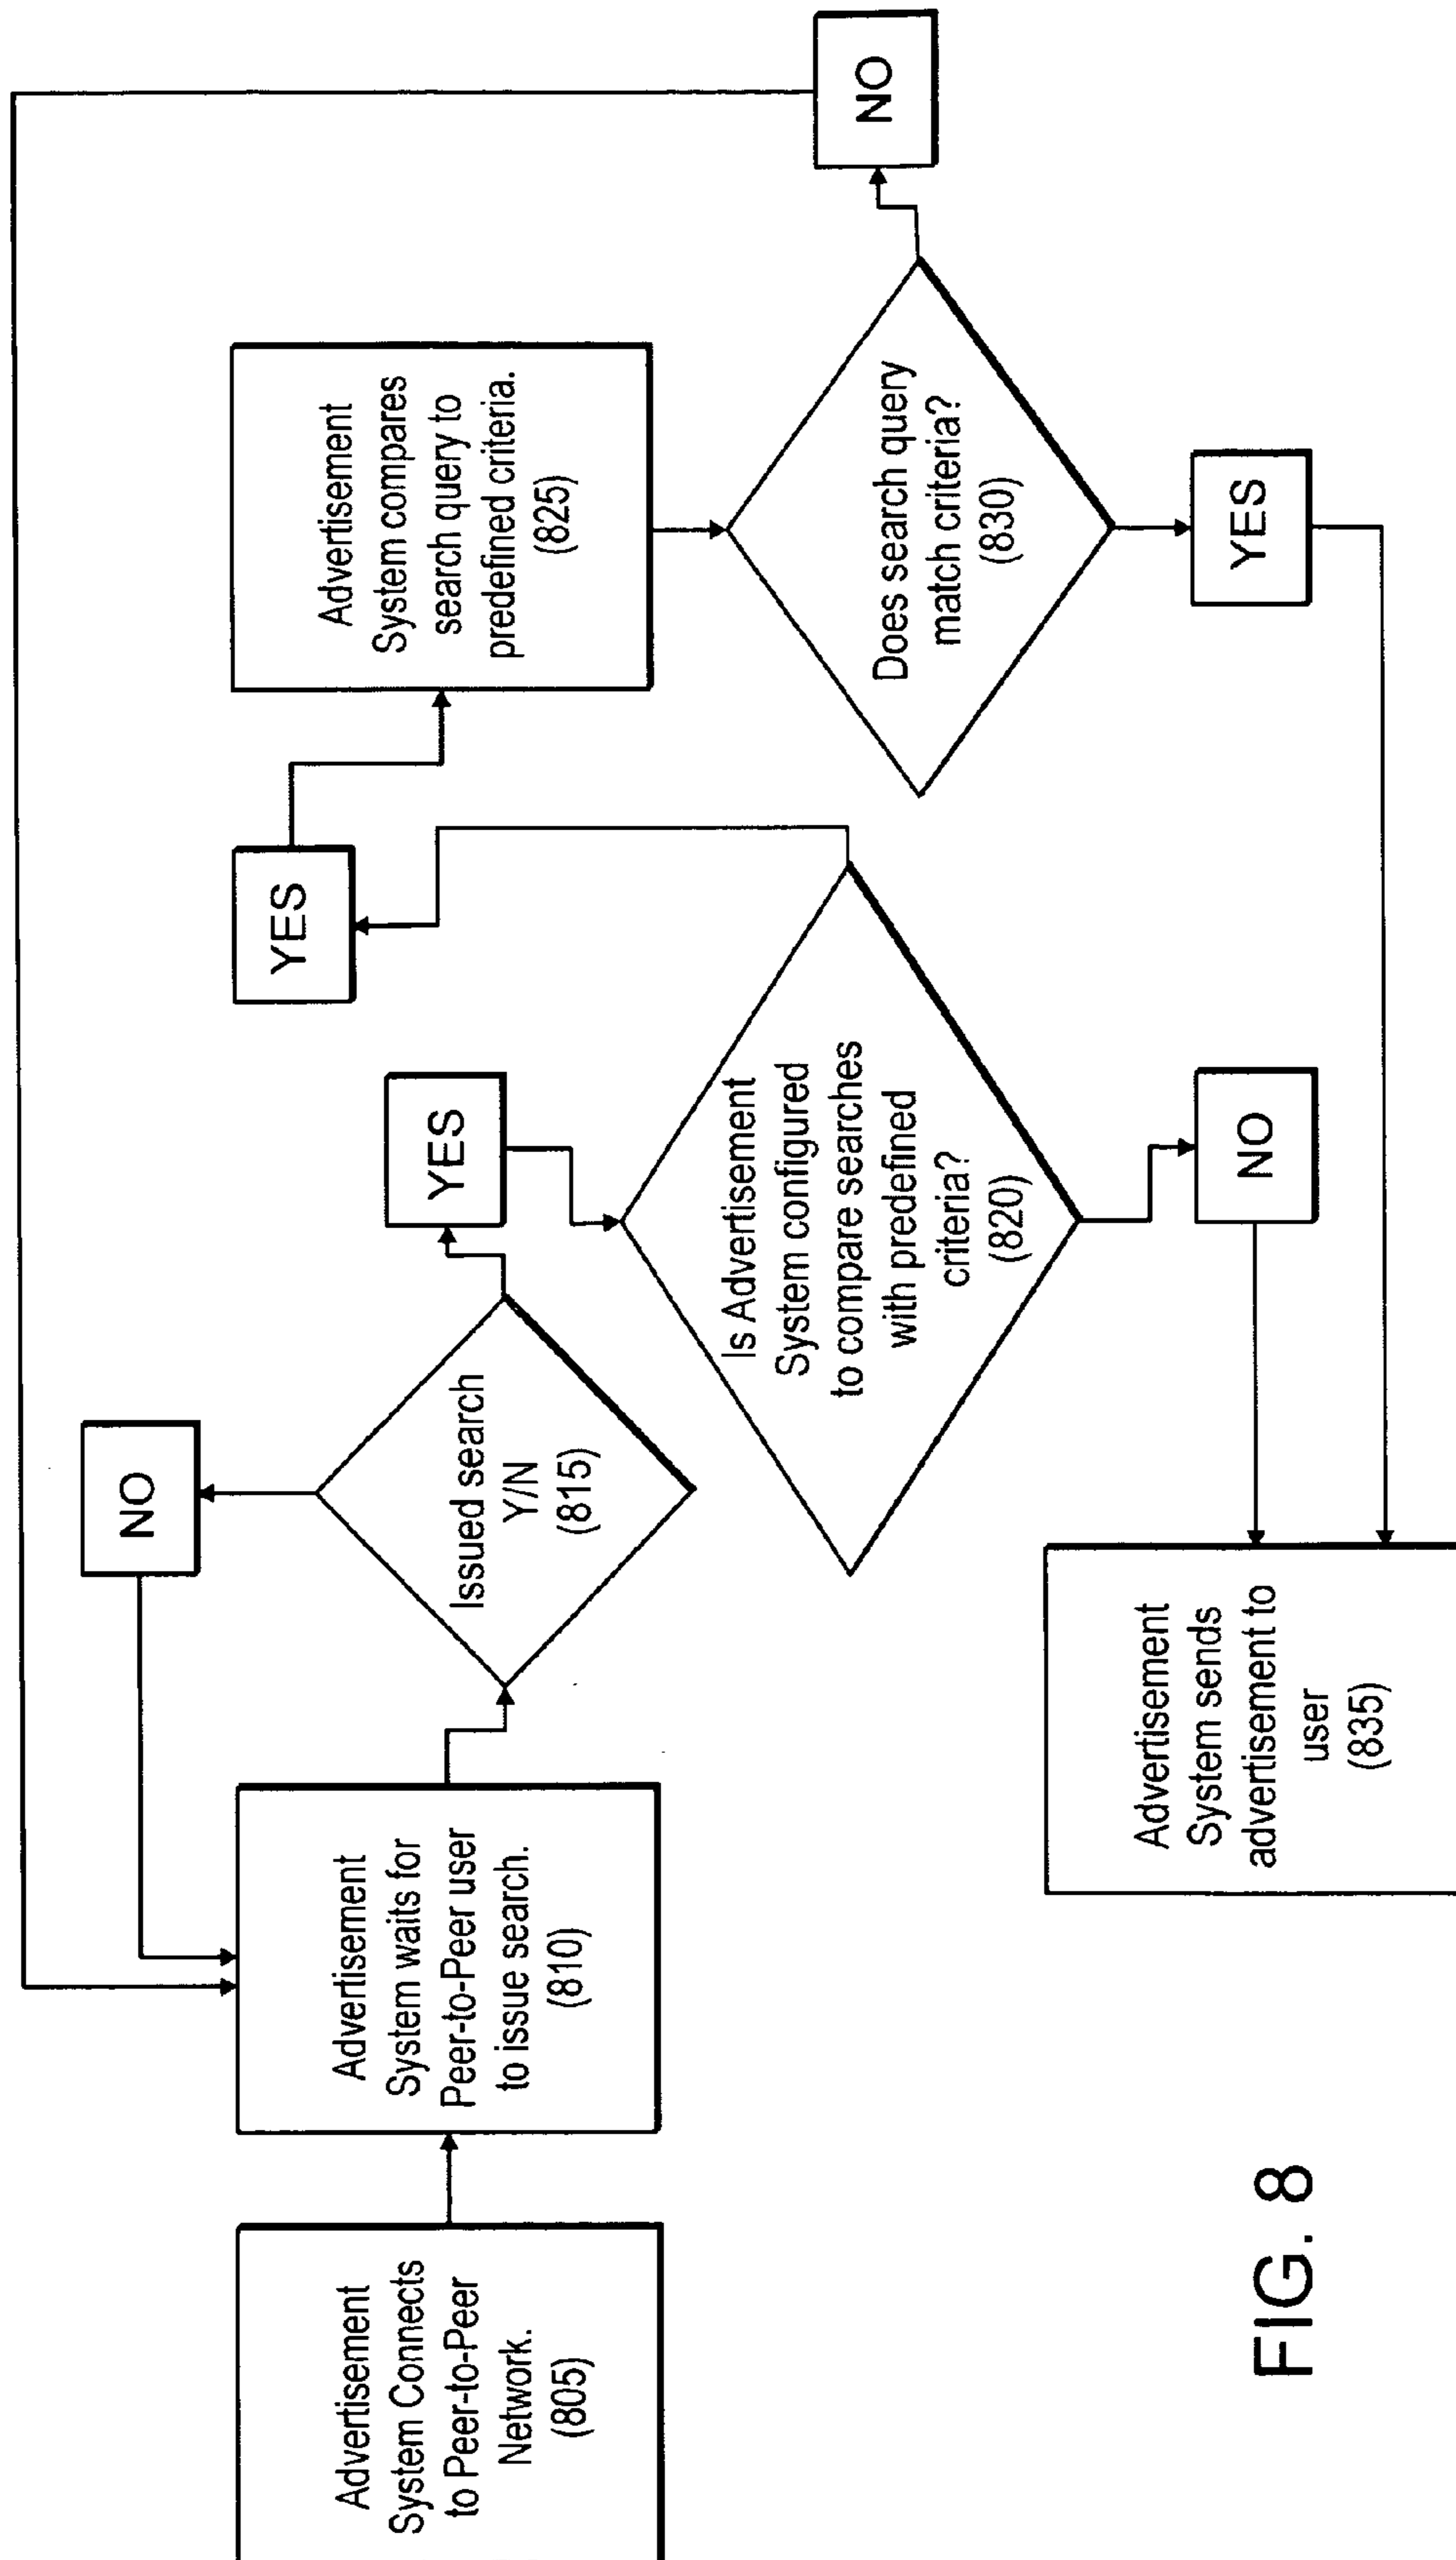 Advertisement
System Connects
to Peer-to-Peer
Network.
(805)
Advertisement
System waits for
Peer-to-Peer user
to issue search.
(810)
NO
Issued search
Y/N
(815)
YES
Is Advertisement
System configured
to compare searches
with predefined
criteria?
(820)
NO
YES
Advertisement
System compares
search query to
predefined criteria.
(825)
Does search query
match criteria?
(830)
NO
YES
Advertisement
System sends
advertisement to
user
(835)
FIG. 8